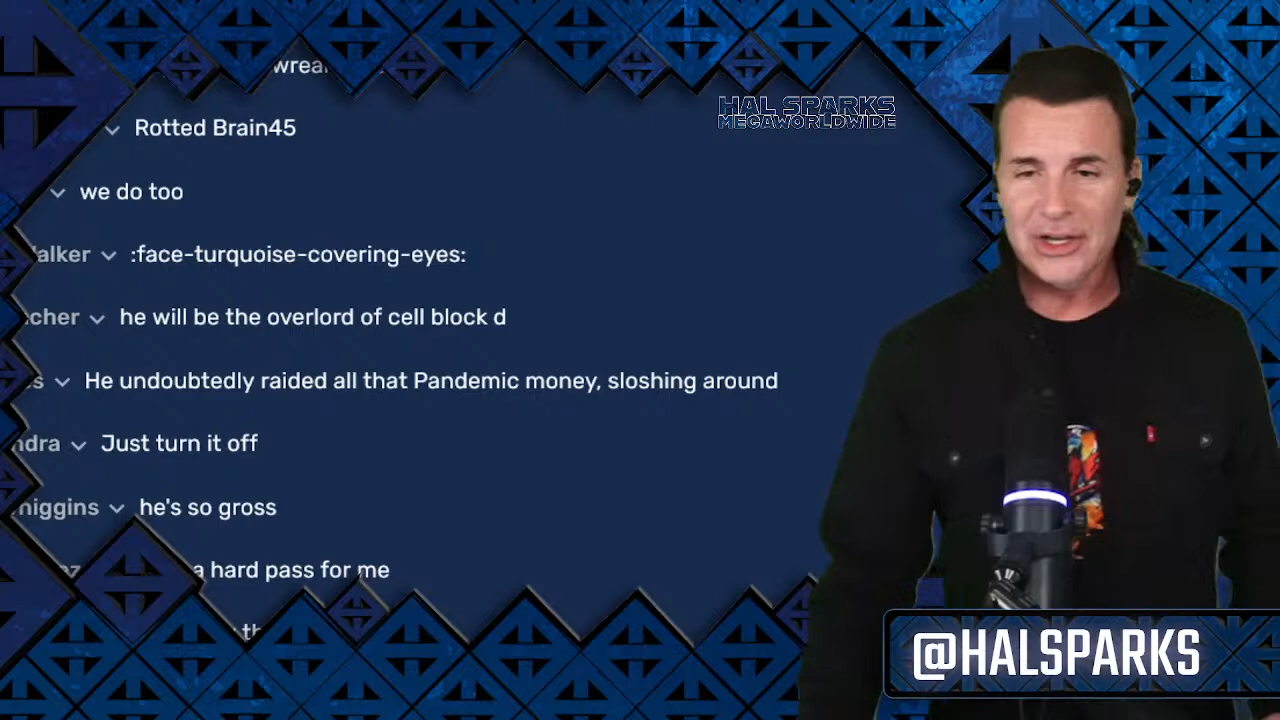 HAL SPARKS
MEGAWORLDWIDE
Rotted Brain45
we do too
:face-turquoise-covering-eyes:
he will be the overlord of cell block d
He undoubtedly raided all that Pandemic money, sloshing around
Just turn it off
higgins he's so gross
a hard pass for me
@HALSPARKS